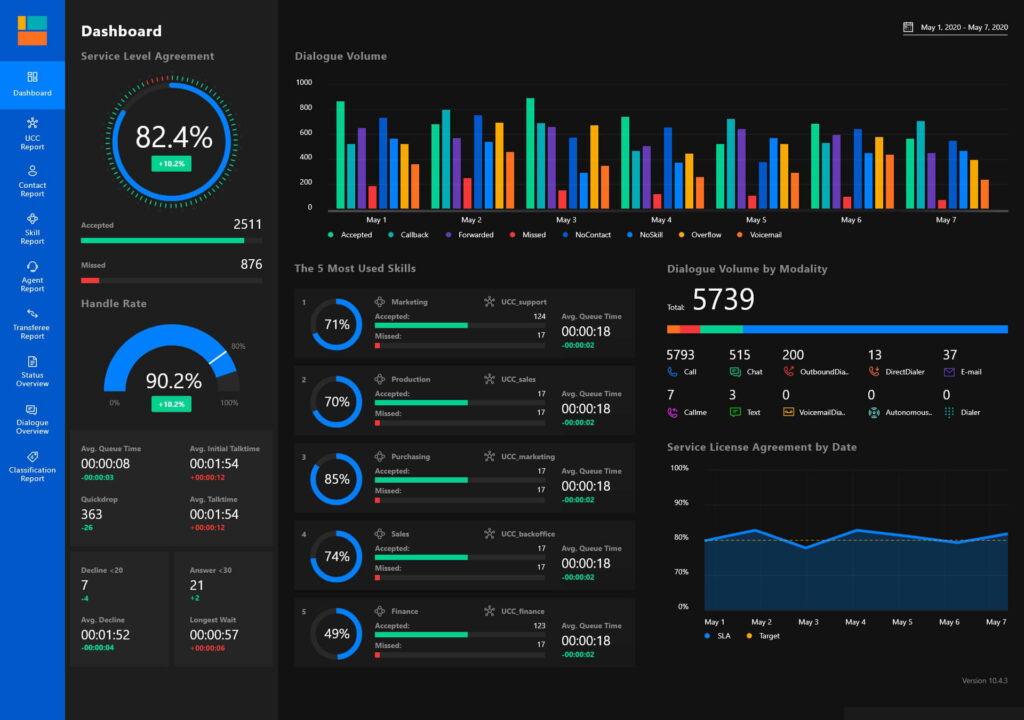 Dashboard
UCC
Report
Contact
Report
Skill
Report
Agent
Report
Transferee
Report
Status
Overview
Dialogue
Overview
Classification
Report
Dashboard
May 1, 2020 - May 7, 2020
Service Level Agreement
82.4%
+10.2%
Accepted 2511
Missed 876
Handle Rate
80%
90.2%
0% 100%
+10.2%
Avg. Queue Time Avg. Initial Talktime
00:00:08 00:01:54
-00:00:03 +00:00:12
Quickdrop Avg. Talktime
363 00:01:54
-26 +00:00:12
Decline <20 Answer <30
7 21
-4 +2
Avg. Decline Longest Wait
00:01:52 00:00:57
-00:00:04 +00:00:06
Dialogue Volume
1000
800
600
400
200
0
May 1 May 2 May 3 May 4 May 5 May 6 May 7
Accepted Callback Forwarded Missed NoContact NoSkill Overflow Voicemail
The 5 Most Used Skills
1 Marketing UCC_support
71% Accepted: 124 Avg. Queue Time
Missed: 17 00:00:18
-00:00:02
2 Production UCC_sales
70% Accepted: 17 Avg. Queue Time
Missed: 17 00:00:18
-00:00:02
3 Purchasing UCC_marketing
85% Accepted: 17 Avg. Queue Time
Missed: 17 00:00:18
-00:00:02
4 Sales UCC_backoffice
74% Accepted: 17 Avg. Queue Time
Missed: 17 00:00:18
-00:00:02
5 Finance UCC_finance
49% Accepted: 123 Avg. Queue Time
Missed: 17 00:00:18
-00:00:02
Dialogue Volume by Modality
Total: 5739
5793 515 200 13 37
Call Chat OutboundDia.. DirectDialer E-mail
7 3 0 0 0
Callme Text VoicemailDia.. Autonomous.. Dialer
Service License Agreement by Date
100%
90%
80%
70%
0%
May 1 May 2 May 3 May 4 May 5 May 6 May 7
SLA Target
Version 10.4.3